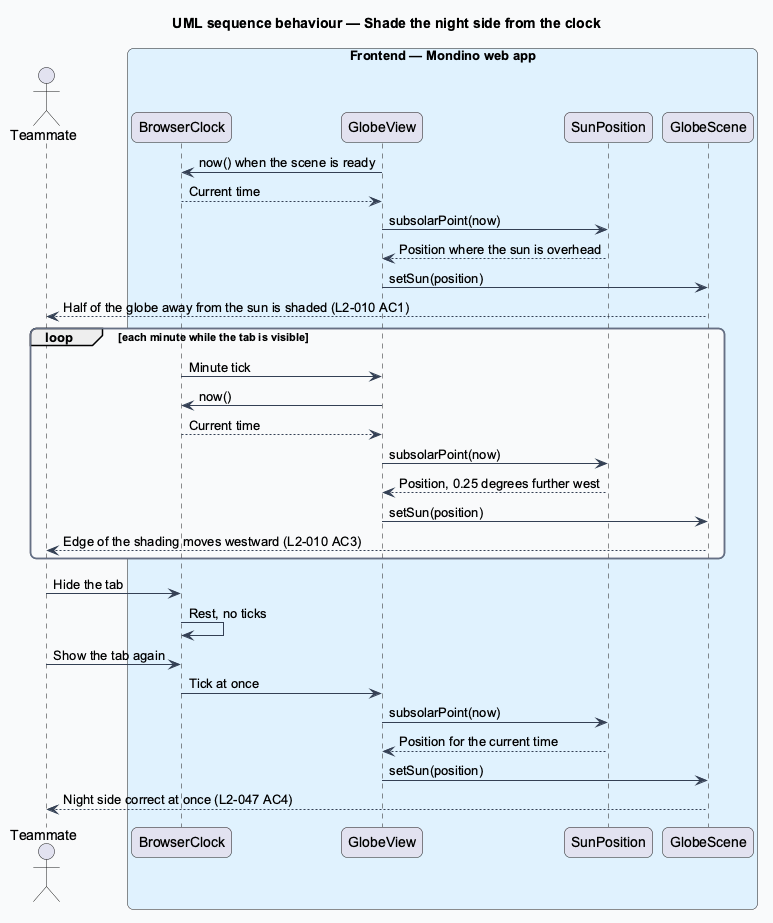 UML sequence behaviour — Shade the night side from the clock
Frontend — Mondino web app
Teammate
BrowserClock
GlobeView
SunPosition
GlobeScene
now() when the scene is ready
Current time
subsolarPoint(now)
Position where the sun is overhead
setSun(position)
Half of the globe away from the sun is shaded (L2-010 AC1)
loop
[each minute while the tab is visible]
Minute tick
now()
Current time
subsolarPoint(now)
Position, 0.25 degrees further west
setSun(position)
Edge of the shading moves westward (L2-010 AC3)
Hide the tab
Rest, no ticks
Show the tab again
Tick at once
subsolarPoint(now)
Position for the current time
setSun(position)
Night side correct at once (L2-047 AC4)
Teammate
BrowserClock
GlobeView
SunPosition
GlobeScene